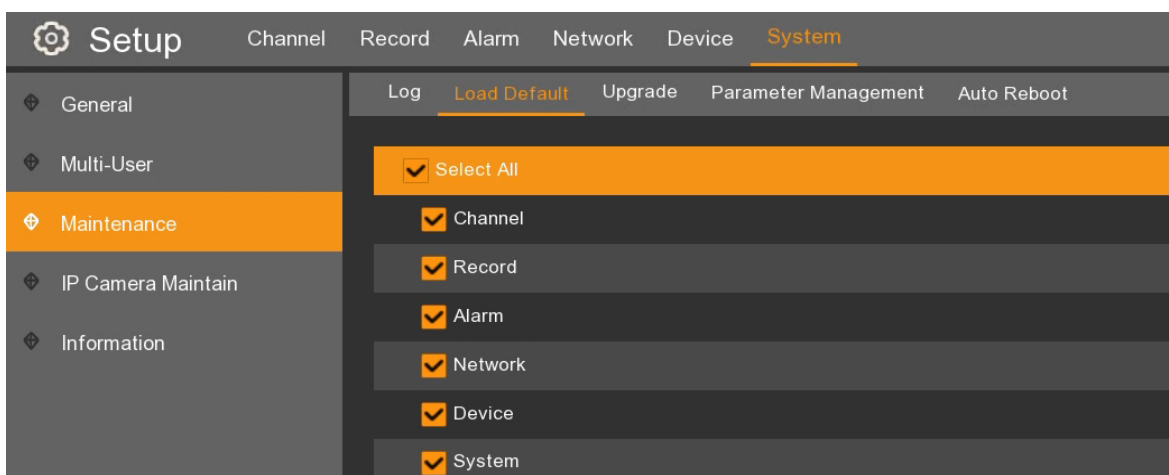 Setup Channel Record Alarm Network Device System
General
Multi-User
Maintenance
IP Camera Maintain
Information
Log Load Default Upgrade Parameter Management Auto Reboot
Select All
Channel
Record
Alarm
Network
Device
System